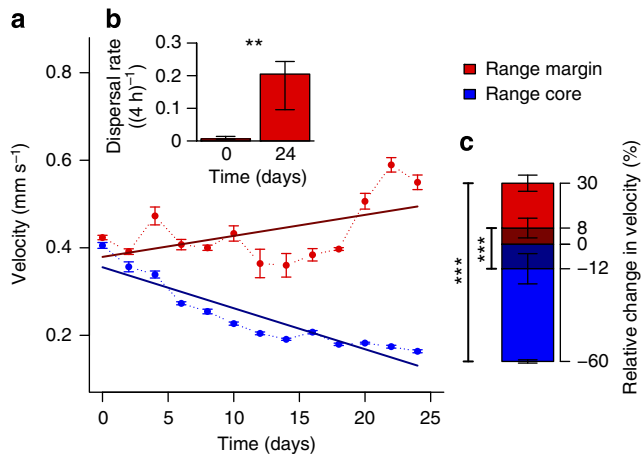 a
b
0.8
0.6
0.4
0.2
Velocity (mm s⁻¹)
0 5 10 15 20 25
Time (days)
0.3
0.2
0.1
0
Dispersal rate
((4 h)⁻¹)
**
0 24
Time (days)
Range margin
Range core
c
***
***
30
8
0
−12
−60
Relative change in velocity (%)